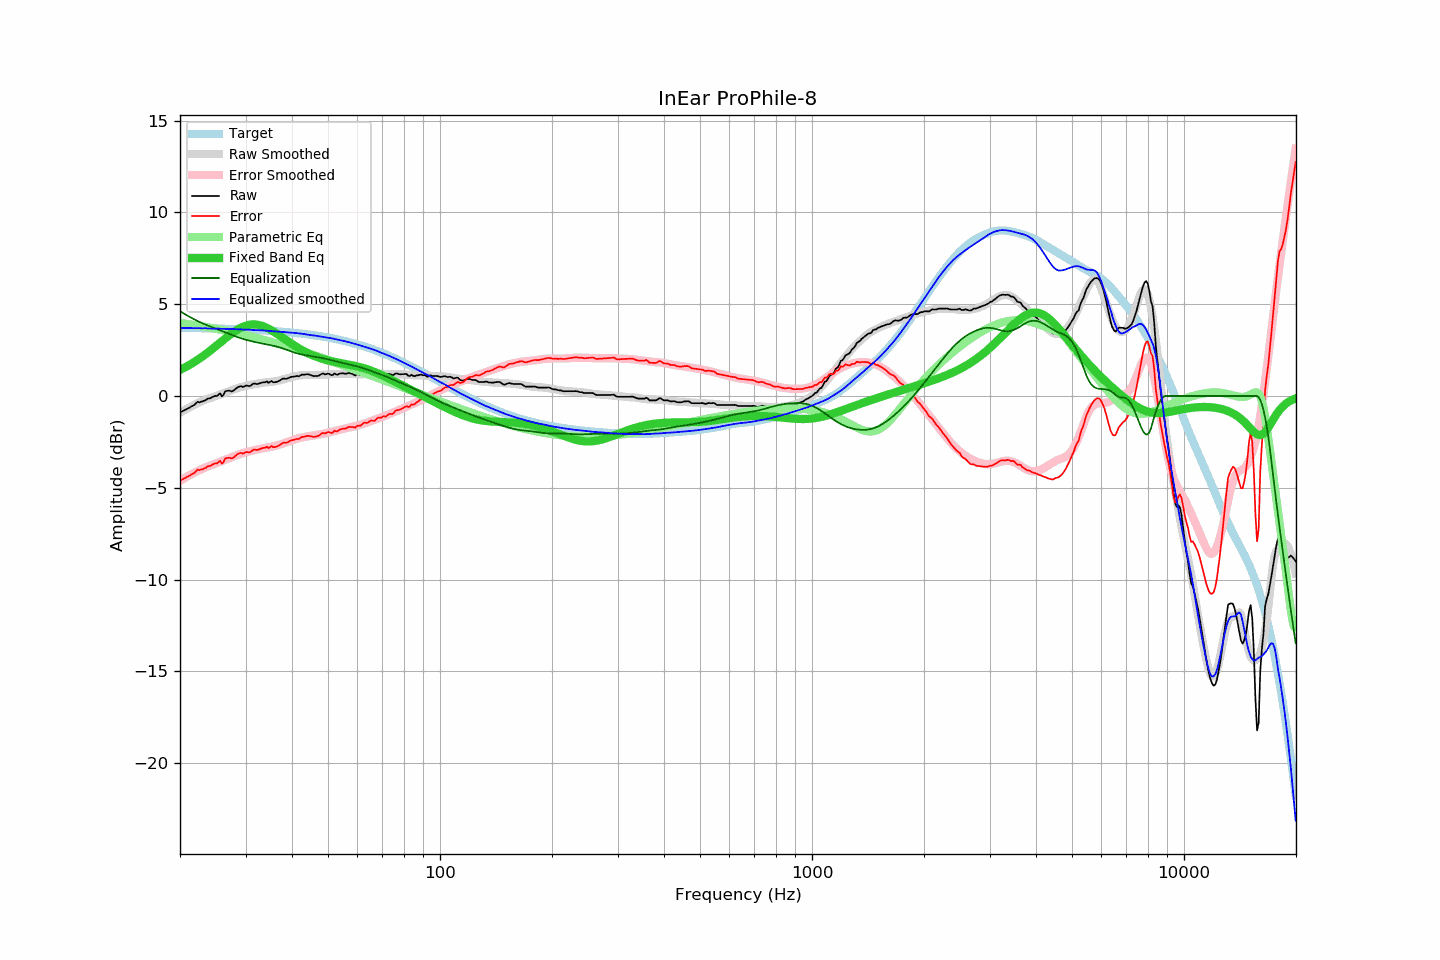 InEar ProPhile-8
15
10
5
0
−5
−10
−15
−20
Amplitude (dBr)
Target
Raw Smoothed
Error Smoothed
Raw
Error
Parametric Eq
Fixed Band Eq
Equalization
Equalized smoothed
100
1000
10000
Frequency (Hz)